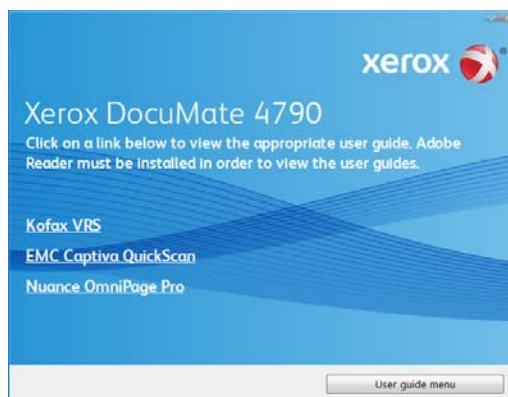 xerox
Xerox DocuMate 4790
Click on a link below to view the appropriate user guide. Adobe
Reader must be installed in order to view the user guides.
Kofax VRS
EMC Captiva QuickScan
Nuance OmniPage Pro
User guide menu